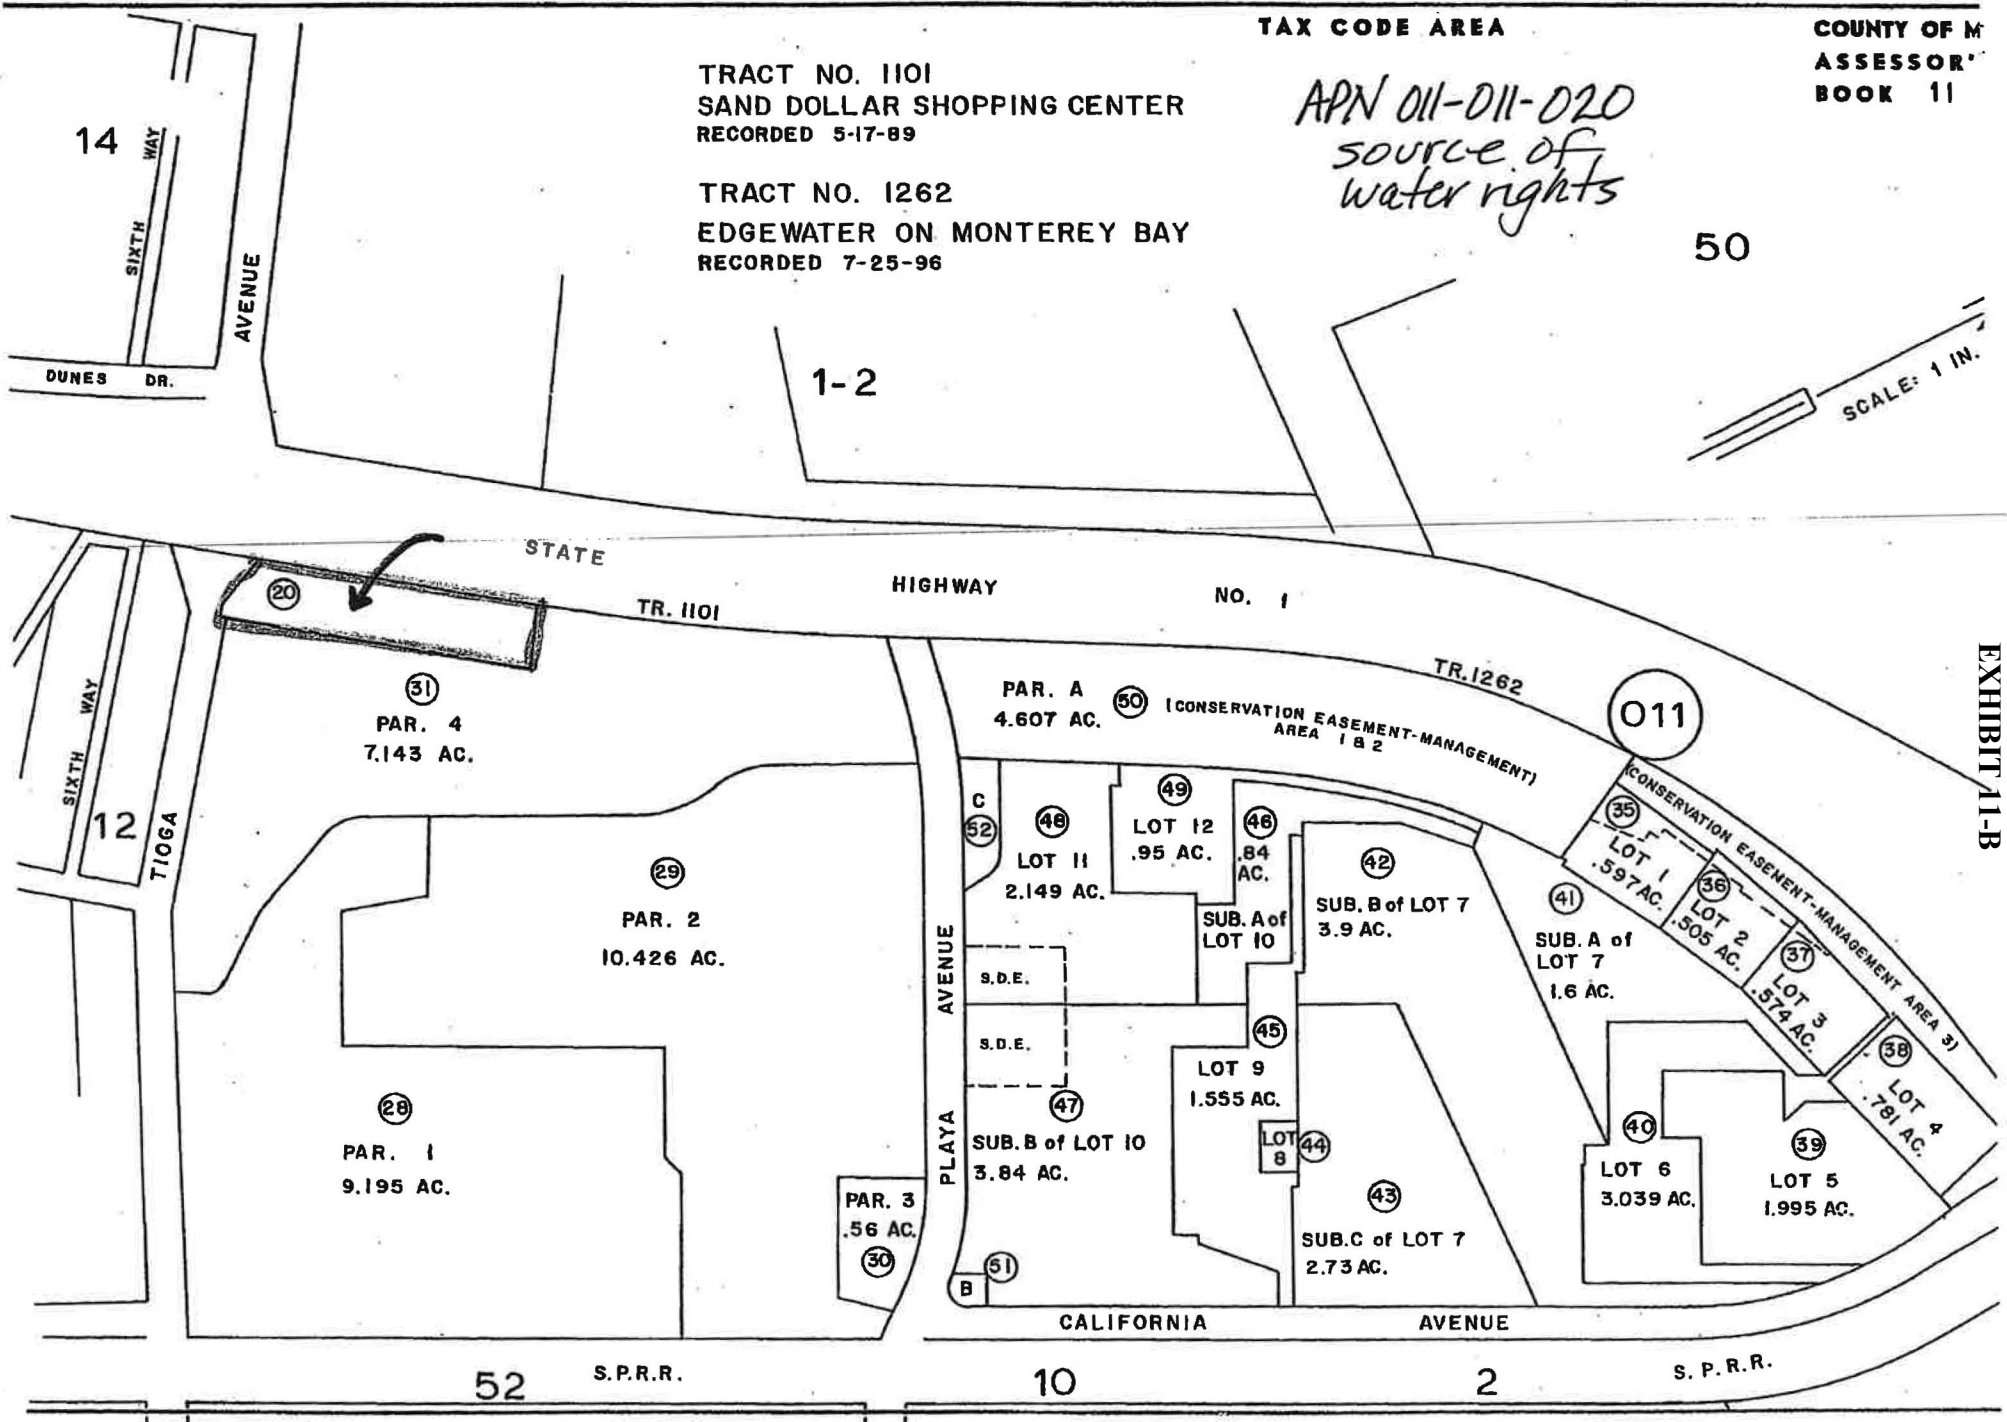 TAX CODE AREA
COUNTY OF M
ASSESSOR'
BOOK 11
TRACT NO. 1101
SAND DOLLAR SHOPPING CENTER
RECORDED 5-17-89
TRACT NO. 1262
EDGEWATER ON MONTEREY BAY
RECORDED 7-25-96
APN 011-011-020
source of
water rights
14
SIXTH WAY
AVENUE
DUNES DR.
1-2
50
SCALE: 1 IN.
STATE HIGHWAY NO. 1
20
TR. 1101
TR. 1262
011
EXHIBIT 11-B
SIXTH WAY
12
TIOGA
31
PAR. 4
7.143 AC.
PAR. A
4.607 AC.
50
(CONSERVATION EASEMENT-MANAGEMENT)
AREA 1 & 2
(CONSERVATION EASEMENT-MANAGEMENT AREA 3)
29
PAR. 2
10.426 AC.
28
PAR. 1
9.195 AC.
PAR. 3
.56 AC.
30
PLAYA AVENUE
C
52
48
LOT 11
2.149 AC.
49
LOT 12
.95 AC.
46
.84
AC.
SUB. A of
LOT 10
42
SUB. B of LOT 7
3.9 AC.
41
SUB. A of
LOT 7
1.6 AC.
35
LOT 1
.597 AC.
36
LOT 2
.505 AC.
37
LOT 3
.574 AC.
38
LOT 4
.781 AC.
S.D.E.
S.D.E.
47
SUB. B of LOT 10
3.84 AC.
45
LOT 9
1.555 AC.
LOT
8
44
43
SUB. C of LOT 7
2.73 AC.
40
LOT 6
3.039 AC.
39
LOT 5
1.995 AC.
51
B
CALIFORNIA AVENUE
S.P.R.R.
S.P.R.R.
52
10
2